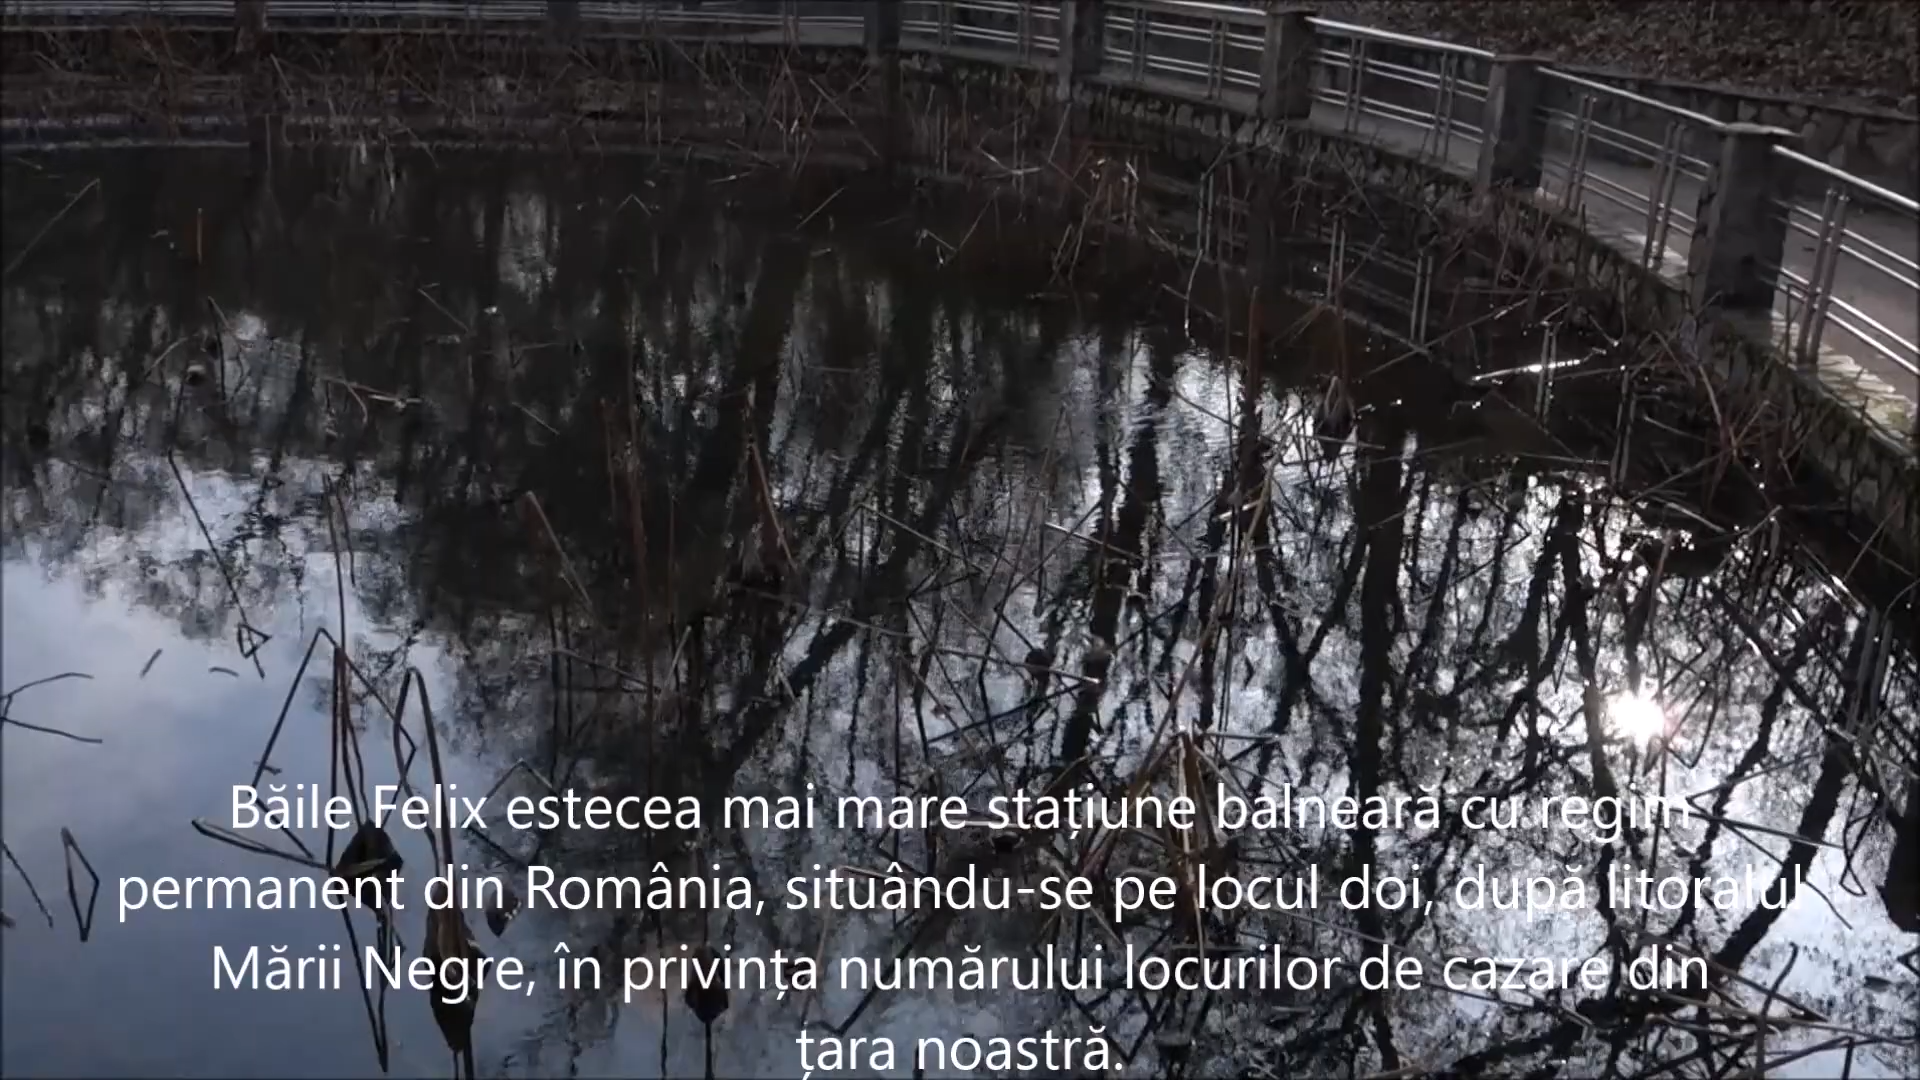 Băile Felix estecea mai mare stațiune balneară cu regim
permanent din România, situându-se pe locul doi, după litoralul
Mării Negre, în privința numărului locurilor de cazare din
țara noastră.